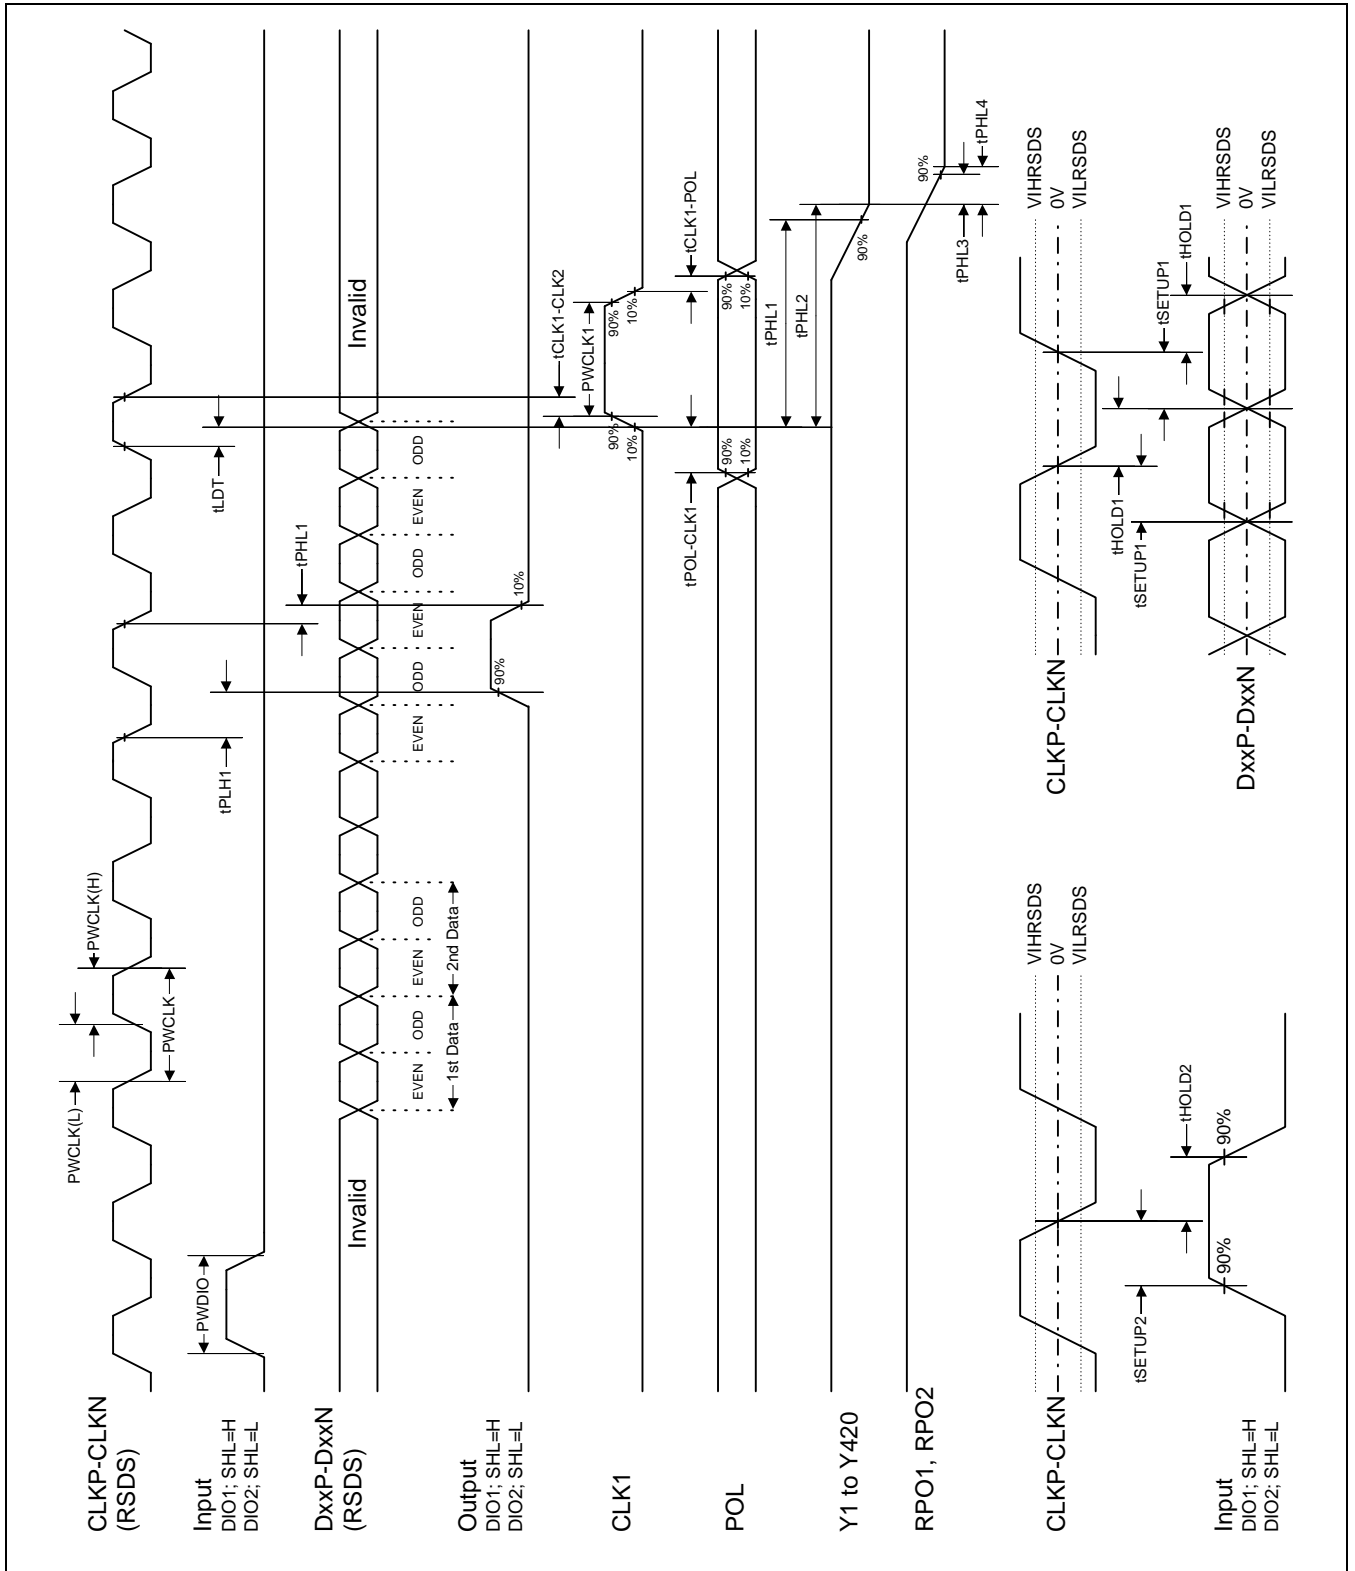 CLKP-CLKN
(RSDS)
PWCLK(L)
PWCLK(H)
PWCLK
Input
DIO1; SHL=H
DIO2; SHL=L
PWDIO
tPLH1
tPHL1
tLDT
DxxP-DxxN
(RSDS)
Invalid
EVEN
ODD
EVEN
ODD
EVEN
ODD
EVEN
ODD
EVEN
ODD
1st Data
2nd Data
Invalid
Output
DIO1; SHL=H
DIO2; SHL=L
90%
10%
tCLK1-CLK2
PWCLK1
CLK1
90%
10%
90%
10%
tPOL-CLK1
tCLK1-POL
POL
90%
10%
90%
10%
tPHL1
tPHL2
Y1 to Y420
90%
RPO1, RPO2
90%
tPHL3
tPHL4
CLKP-CLKN
VIHRSDS
0V
VILRSDS
tSETUP2
tHOLD2
Input
DIO1; SHL=H
DIO2; SHL=L
90%
90%
CLKP-CLKN
VIHRSDS
0V
VILRSDS
tSETUP1
tHOLD1
tSETUP1
tHOLD1
DxxP-DxxN
VIHRSDS
0V
VILRSDS